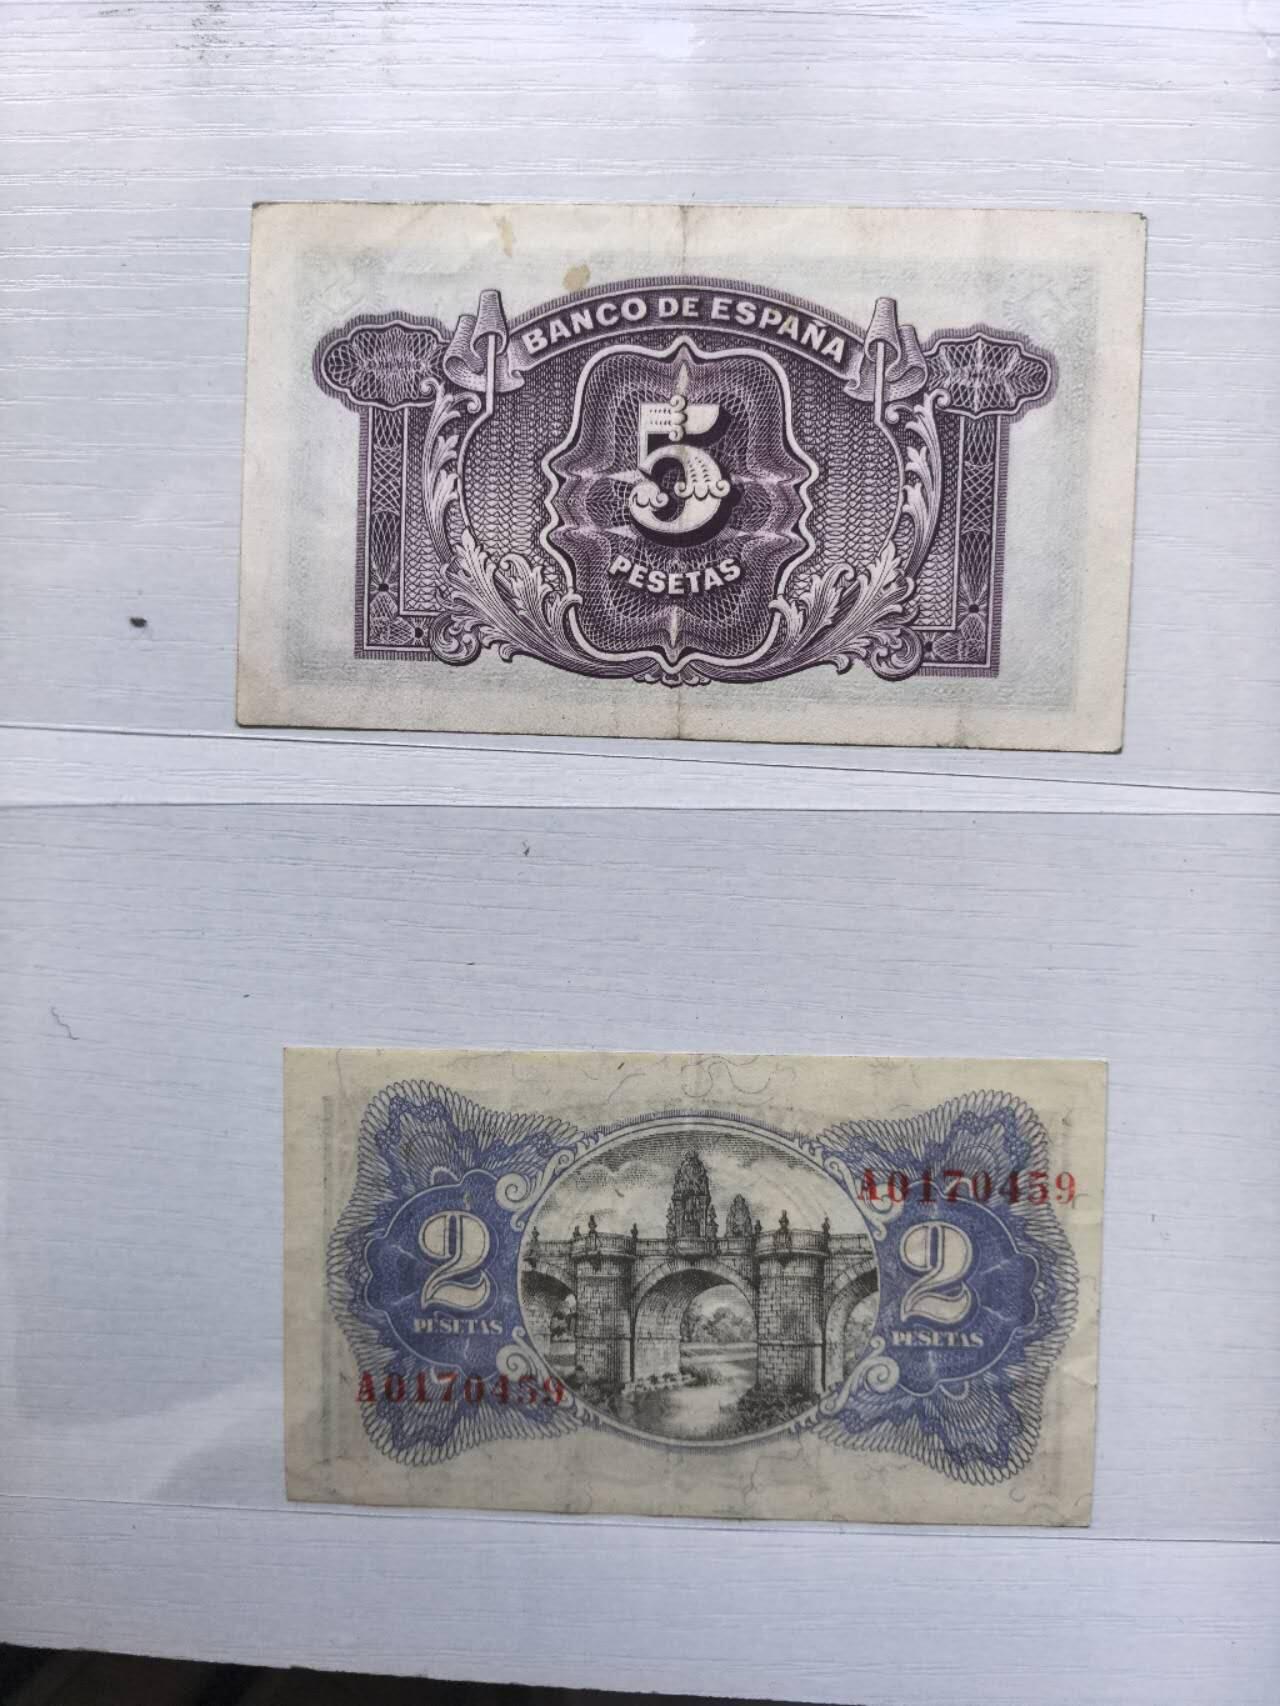 BANCO DE ESPAÑA
5
PESETAS
A0170459
2 2
PESETAS PESETAS
A0170459